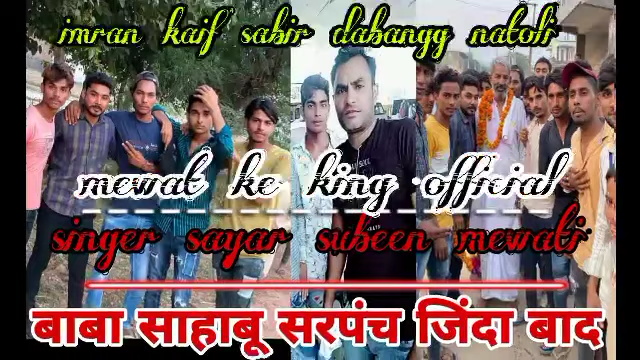 imran kaif sabir dabangg natoli
mewat ke king official
singer sayar subeen mewati
बाबा साहाबू सरपंच जिंदा बाद